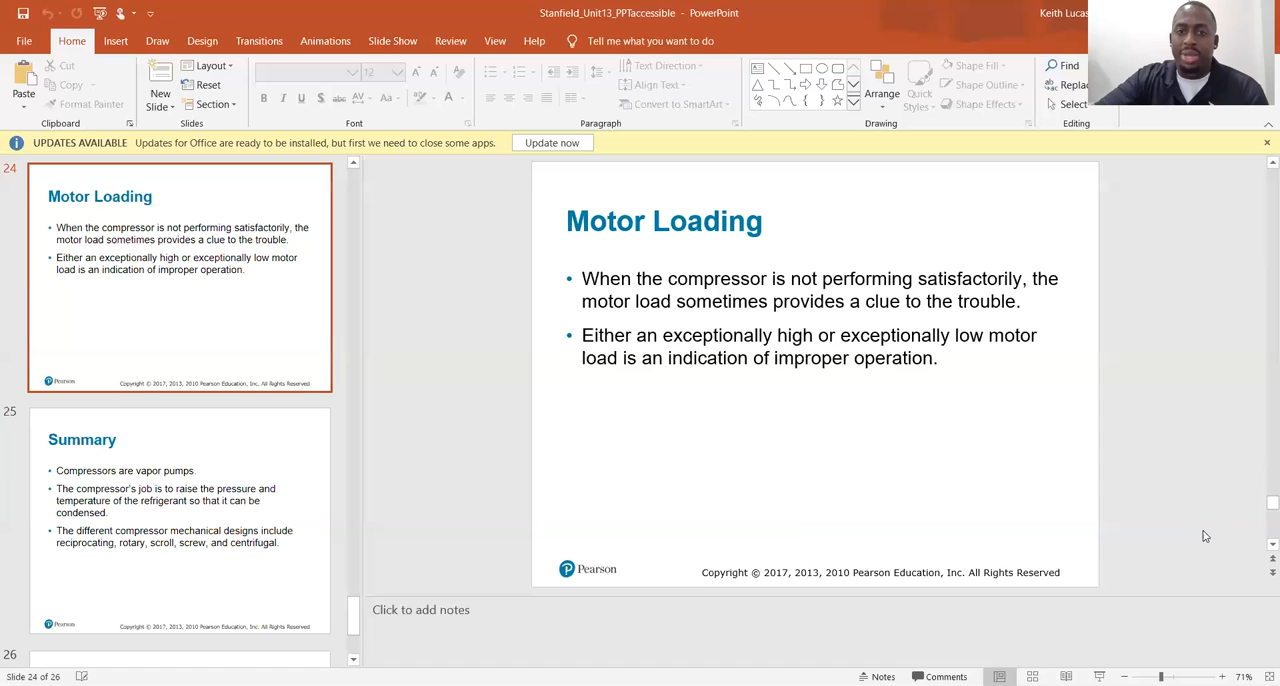 Stanfield_Unit13_PPTaccessible - PowerPoint
Keith Lucas
File Home Insert Draw Design Transitions Animations Slide Show Review View Help Tell me what you want to do
Paste
Cut
Copy
Format Painter
Clipboard
New
Slide
Layout
Reset
Section
Slides
12
B I U S abc AV Aa A
Font
Text Direction
Align Text
Convert to SmartArt
Paragraph
Arrange
Quick
Styles
Shape Fill
Shape Outline
Shape Effects
Drawing
Find
Replac
Select
Editing
UPDATES AVAILABLE Updates for Office are ready to be installed, but first we need to close some apps. Update now
24
Motor Loading
• When the compressor is not performing satisfactorily, the
motor load sometimes provides a clue to the trouble.
• Either an exceptionally high or exceptionally low motor
load is an indication of improper operation.
Pearson
Copyright © 2017, 2013, 2010 Pearson Education, Inc. All Rights Reserved
25
Summary
• Compressors are vapor pumps.
• The compressor's job is to raise the pressure and
temperature of the refrigerant so that it can be
condensed.
• The different compressor mechanical designs include
reciprocating, rotary, scroll, screw, and centrifugal.
Pearson
Copyright © 2017, 2013, 2010 Pearson Education, Inc. All Rights Reserved
26
Motor Loading
• When the compressor is not performing satisfactorily, the
motor load sometimes provides a clue to the trouble.
• Either an exceptionally high or exceptionally low motor
load is an indication of improper operation.
Pearson
Copyright © 2017, 2013, 2010 Pearson Education, Inc. All Rights Reserved
Click to add notes
Slide 24 of 26
Notes
Comments
71%